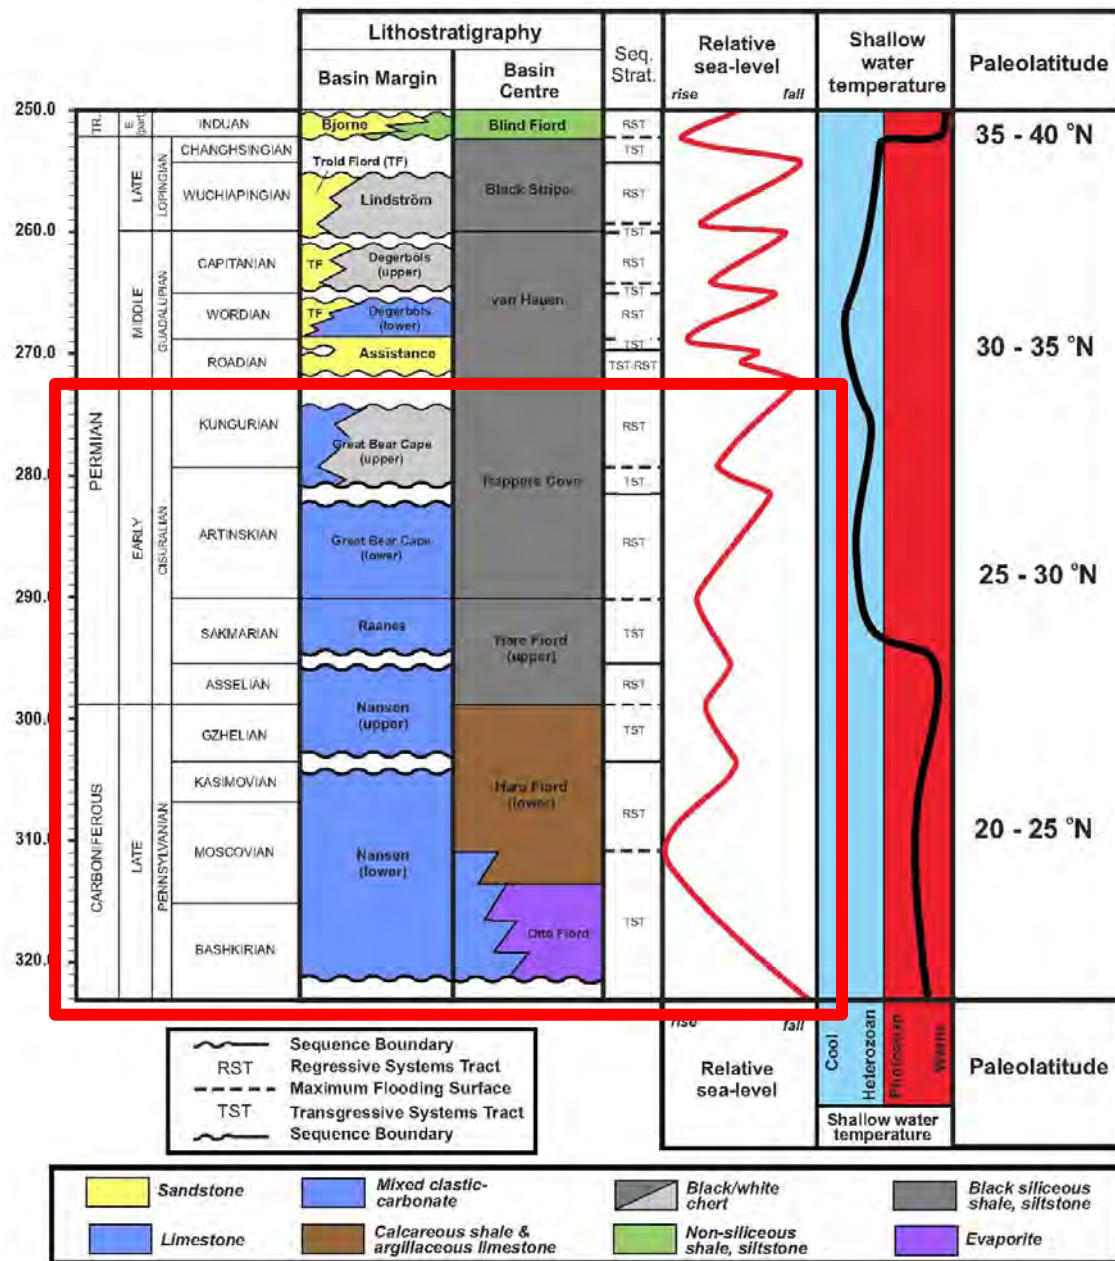 Lithostratigraphy
Basin Margin
Basin
Centre
Seq.
Strat.
Relative
sea-level
rise fall
Shallow
water
temperature
Paleolatitude
250.0
260.0
270.0
280.0
290.0
300.0
310.0
320.0
TR.
PERMIAN
CARBONIFEROUS
E.
(part)
LATE
MIDDLE
EARLY
LATE
LOPINGIAN
GUADALUPIAN
CISURALIAN
PENNSYLVANIAN
INDUAN
CHANGHSINGIAN
WUCHIAPINGIAN
CAPITANIAN
WORDIAN
ROADIAN
KUNGURIAN
ARTINSKIAN
SAKMARIAN
ASSELIAN
GZHELIAN
KASIMOVIAN
MOSCOVIAN
BASHKIRIAN
Bjorne
Trold Fiord (TF)
Lindström
TF
Degerböls
(upper)
TF
Degerböls
(lower)
Assistance
Great Bear Cape
(upper)
Great Bear Cape
(lower)
Raanes
Nansen
(upper)
Nansen
(lower)
Blind Fiord
Black Stripe
van Hauen
Trappers Cove
Hare Fiord
(upper)
Hare Fiord
(lower)
Otto Fiord
RST
TST
RST
TST
RST
TST
RST
TST
TST-RST
RST
TST
RST
TST
RST
TST
RST
TST
35 - 40 °N
30 - 35 °N
25 - 30 °N
20 - 25 °N
rise fall
Relative
sea-level
Cool
Heterozoan
Photozoan
Warm
Shallow water
temperature
Paleolatitude
Sequence Boundary
RST Regressive Systems Tract
Maximum Flooding Surface
TST Transgressive Systems Tract
Sequence Boundary
Sandstone
Mixed clastic-
carbonate
Black/white
chert
Black siliceous
shale, siltstone
Limestone
Calcareous shale &
argillaceous limestone
Non-siliceous
shale, siltstone
Evaporite